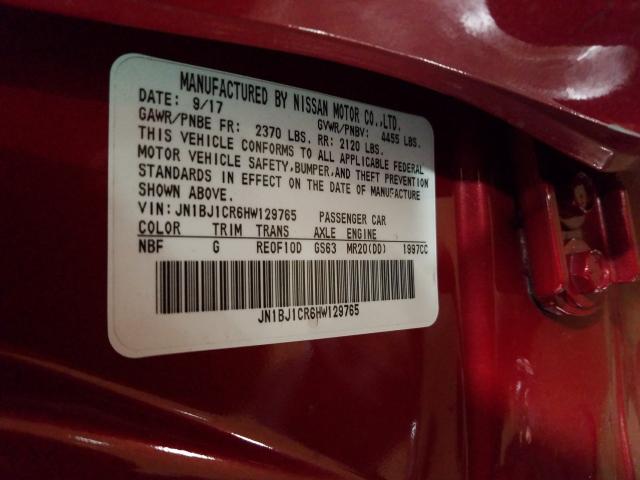 MANUFACTURED BY NISSAN MOTOR CO.,LTD.
DATE: 9/17 GVWR/PNBV: 4455 LBS.
GAWR/PNBE FR: 2370 LBS. RR: 2120 LBS.
THIS VEHICLE CONFORMS TO ALL APPLICABLE FEDERAL
MOTOR VEHICLE SAFETY,BUMPER,AND THEFT PREVENTION
STANDARDS IN EFFECT ON THE DATE OF MANUFACTURE
SHOWN ABOVE.
VIN: JN1BJ1CR6HW129765 PASSENGER CAR
COLOR TRIM TRANS AXLE ENGINE
NBF G RE0F10D GS63 MR20(DD) 1997CC
JN1BJ1CR6HW129765